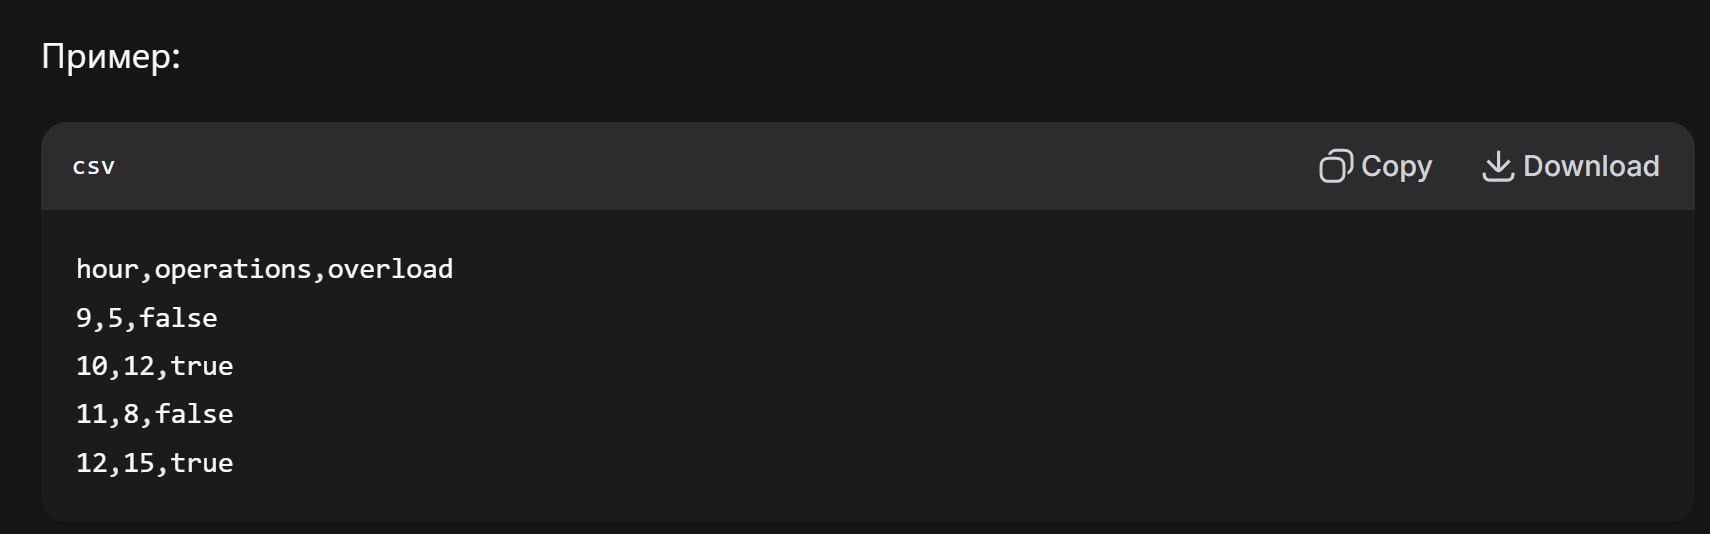 Пример:
csv
Copy
Download
hour,operations,overload
9,5,false
10,12,true
11,8,false
12,15,true